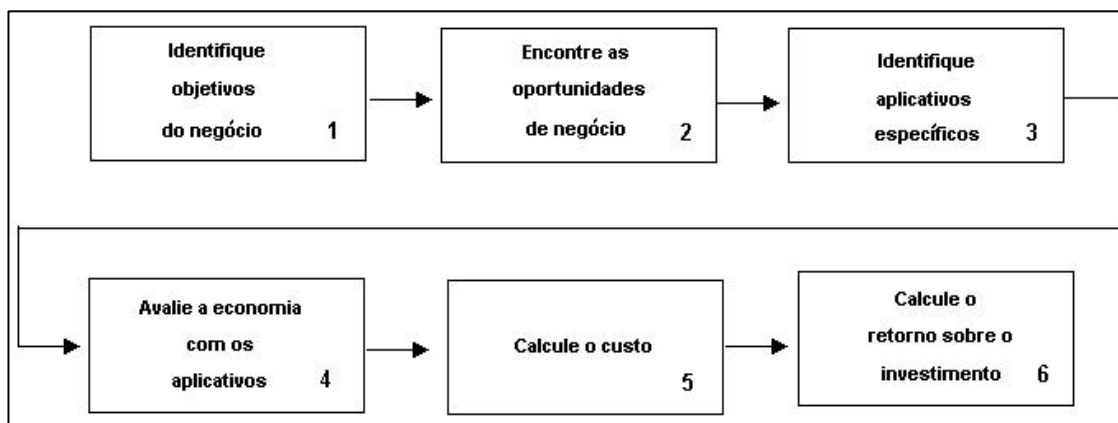 Identifique
objetivos
do negócio 1
Encontre as
oportunidades
de negócio 2
Identifique
aplicativos
específicos 3
Avalie a economia
com os
aplicativos 4
Calcule o custo
5
Calcule o
retorno sobre o
investimento 6